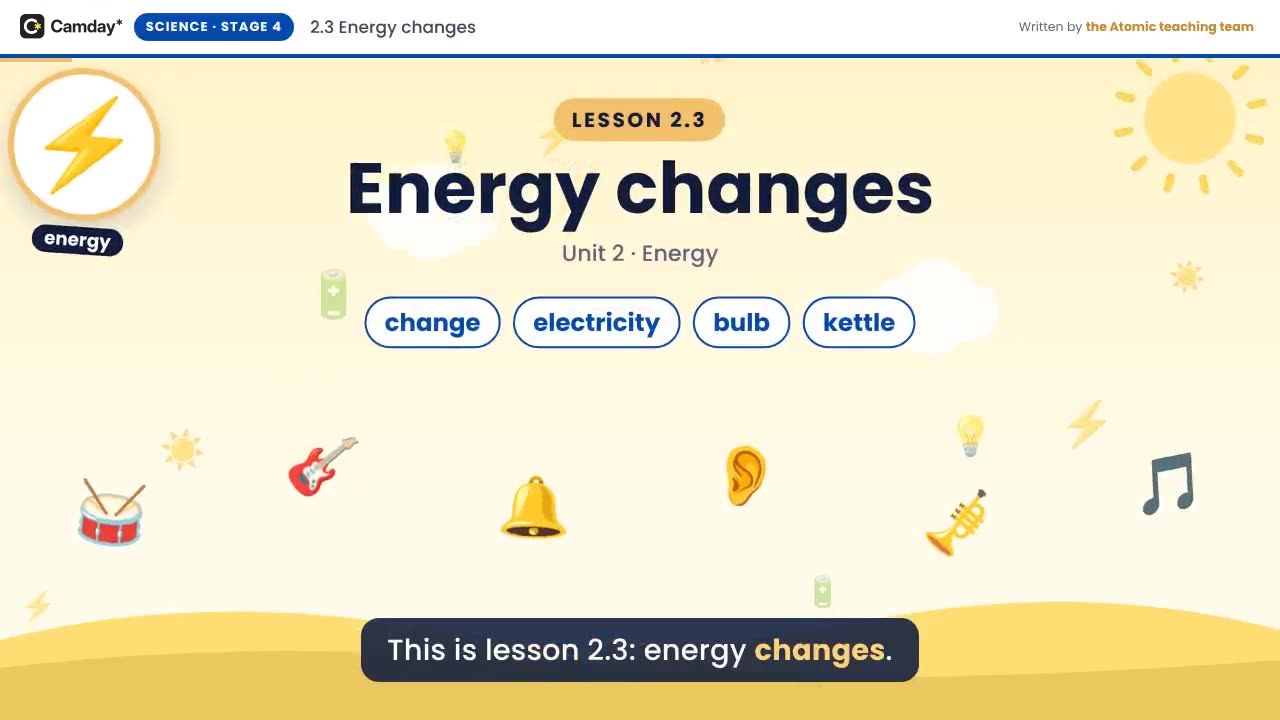 Camday*
SCIENCE · STAGE 4
2.3 Energy changes
Written by the Atomic teaching team
energy
LESSON 2.3
Energy changes
Unit 2 · Energy
change
electricity
bulb
kettle
This is lesson 2.3: energy changes.